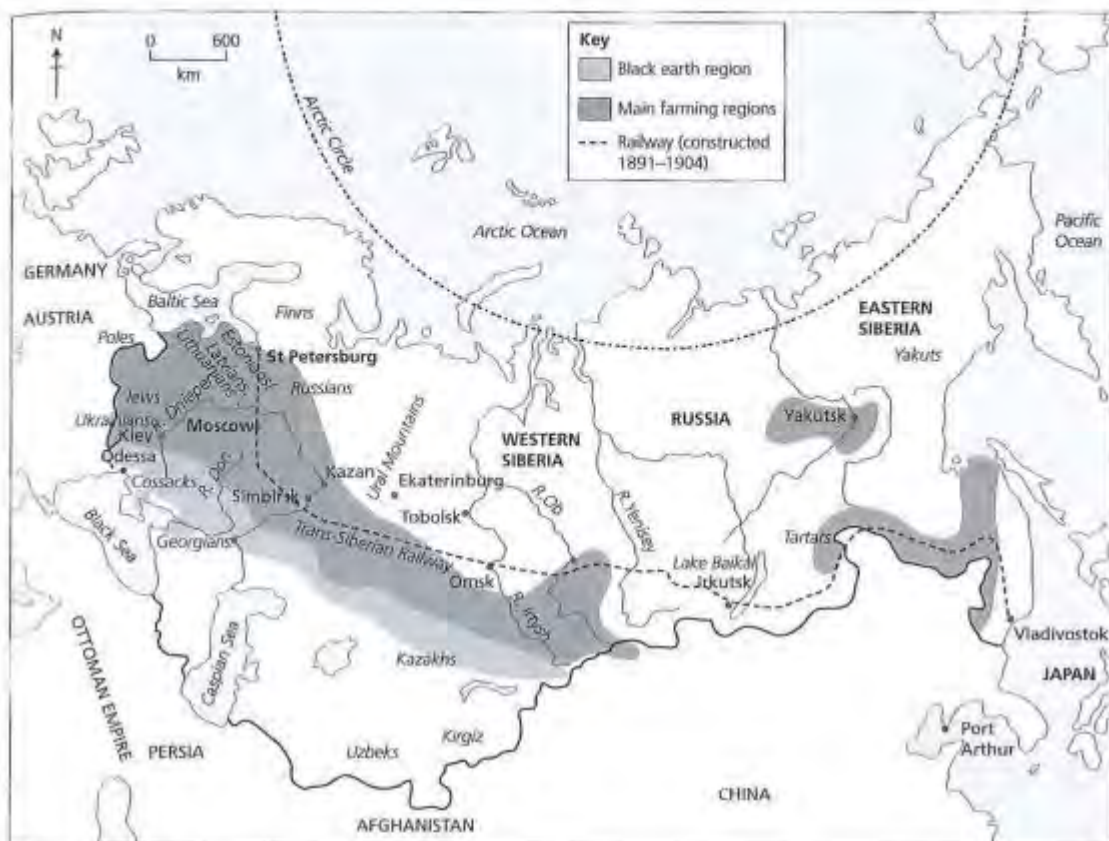 N
0 600
km
Key
Black earth region
Main farming regions
Railway (constructed
1891–1904)
Arctic Circle
Arctic Ocean
Pacific
Ocean
GERMANY
Baltic Sea
Finns
EASTERN
SIBERIA
AUSTRIA
Poles
Estonians
Latvians
Lithuanians
St Petersburg
Yakuts
Russians
Jews
Dnieper
Ukrainians
Kiev
Moscow
Ural Mountains
WESTERN
SIBERIA
RUSSIA
Yakutsk
Odessa
Cossacks
R. Don
Kazan
Simbirsk
Ekaterinburg
Tobolsk
R. Ob
R. Yenisey
Black Sea
Georgians
Trans-Siberian Railway
Tartars
Lake Baikal
Irkutsk
Omsk
R. Irtysh
Vladivostok
OTTOMAN EMPIRE
Caspian Sea
Kazakhs
JAPAN
PERSIA
Uzbeks
Kirgiz
Port
Arthur
CHINA
AFGHANISTAN